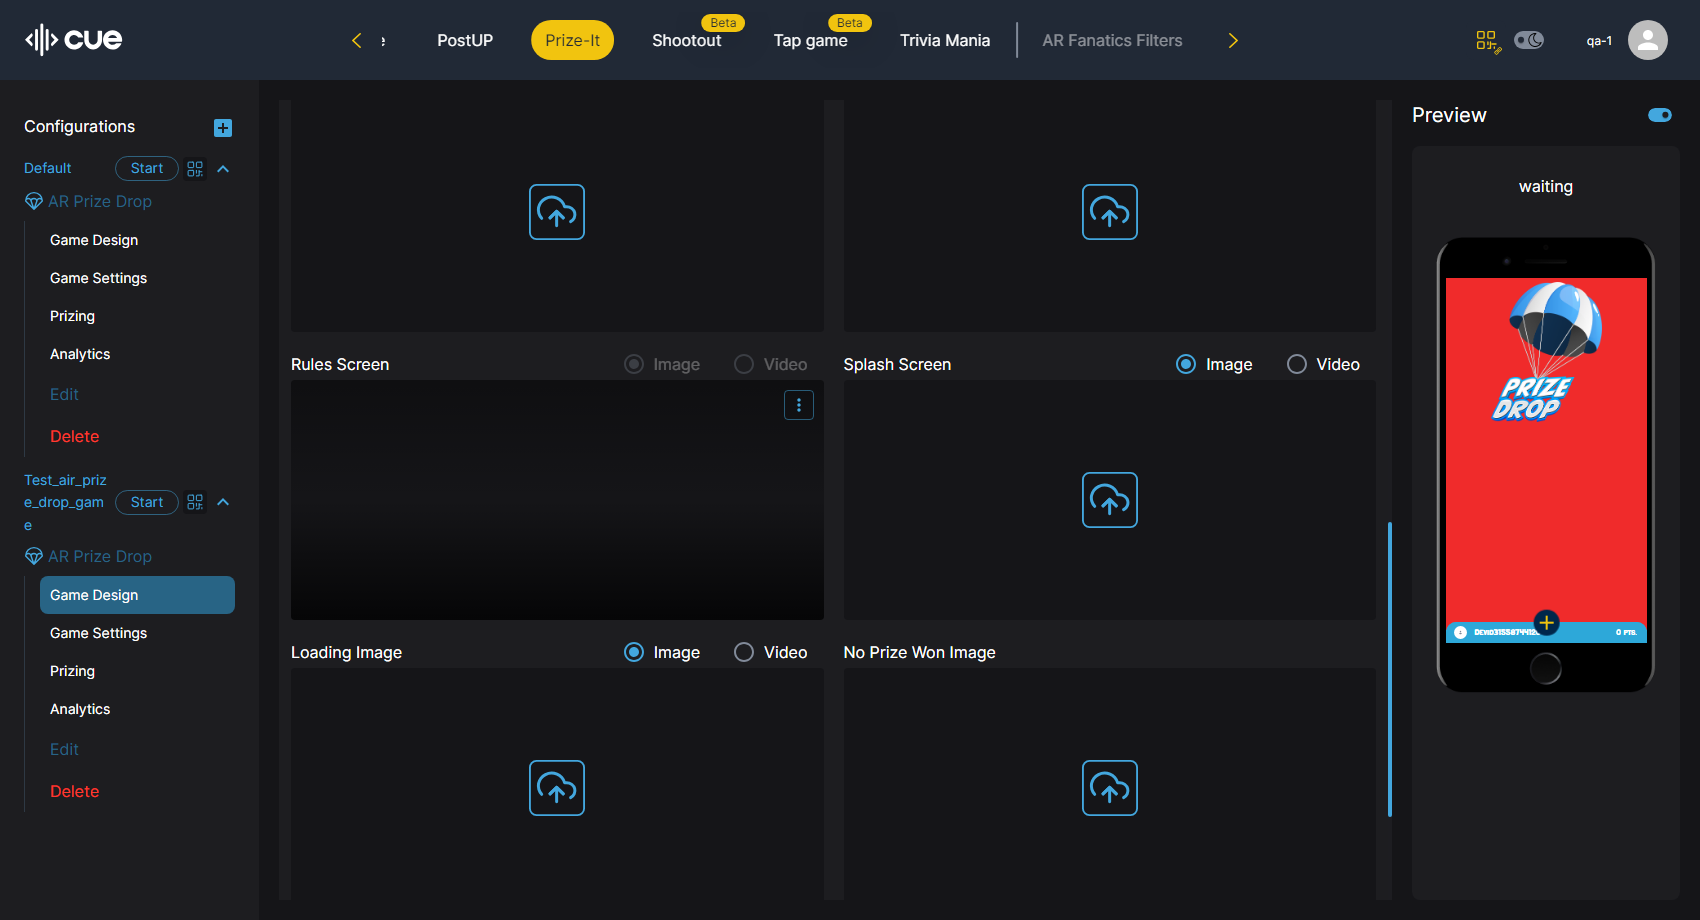 cue
e
PostUP
Prize-It
Beta
Shootout
Beta
Tap game
Trivia Mania
AR Fanatics Filters
qa-1
Configurations
Default
Start
AR Prize Drop
Game Design
Game Settings
Prizing
Analytics
Edit
Delete
Test_air_priz
e_drop_gam
e
Start
AR Prize Drop
Game Design
Game Settings
Prizing
Analytics
Edit
Delete
Rules Screen
Image
Video
Splash Screen
Image
Video
Loading Image
Image
Video
No Prize Won Image
Preview
waiting
PRIZE
DROP
0 PTS.